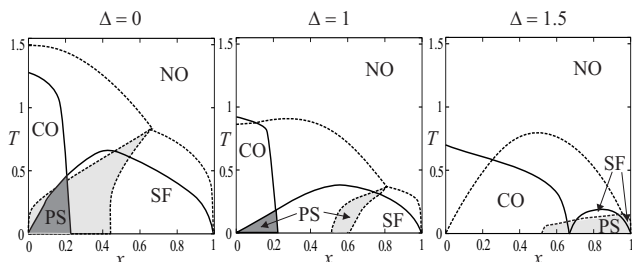 Δ = 0
1.5
1
T
0.5
0
0
0.2
0.4
0.6
0.8
1
x
NO
CO
SF
PS
Δ = 1
1.5
1
T
0.5
0
0
0.2
0.4
0.6
0.8
1
x
NO
CO
PS
SF
Δ = 1.5
1.5
1
T
0.5
0
0.2
0.4
0.6
0.8
1
x
NO
SF
CO
PS